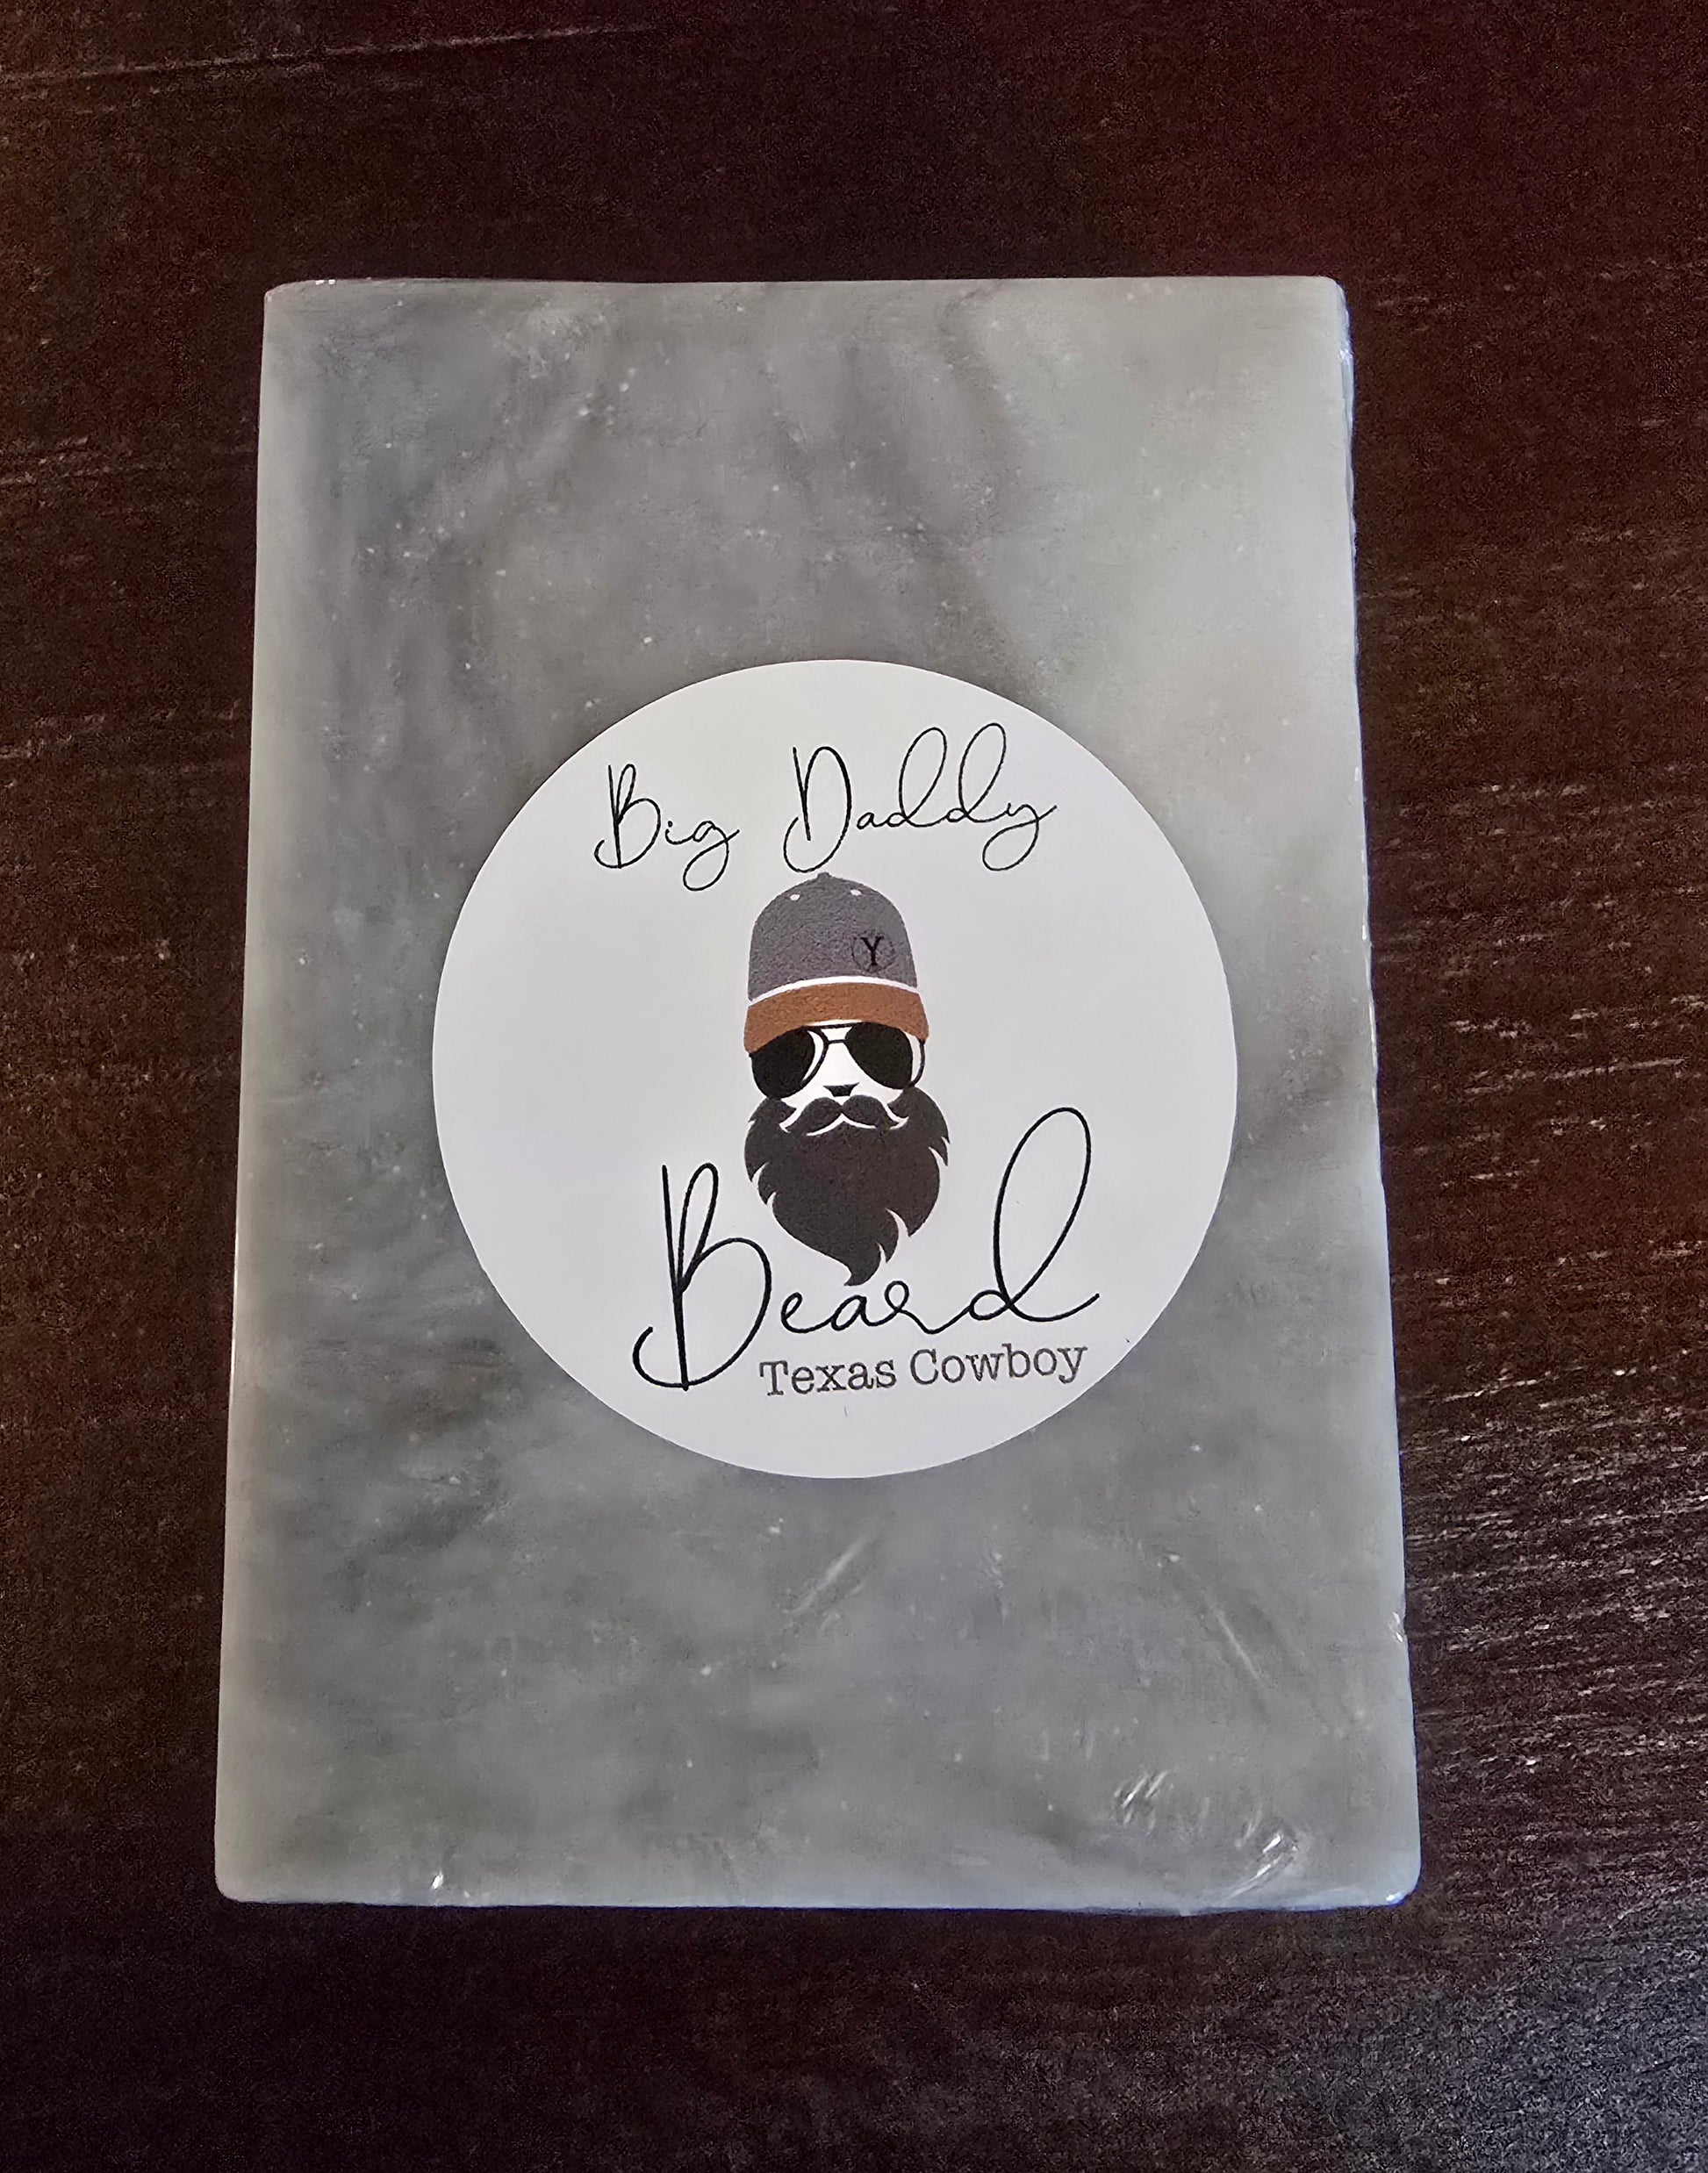 Big Daddy
Y
Beard
Texas Cowboy